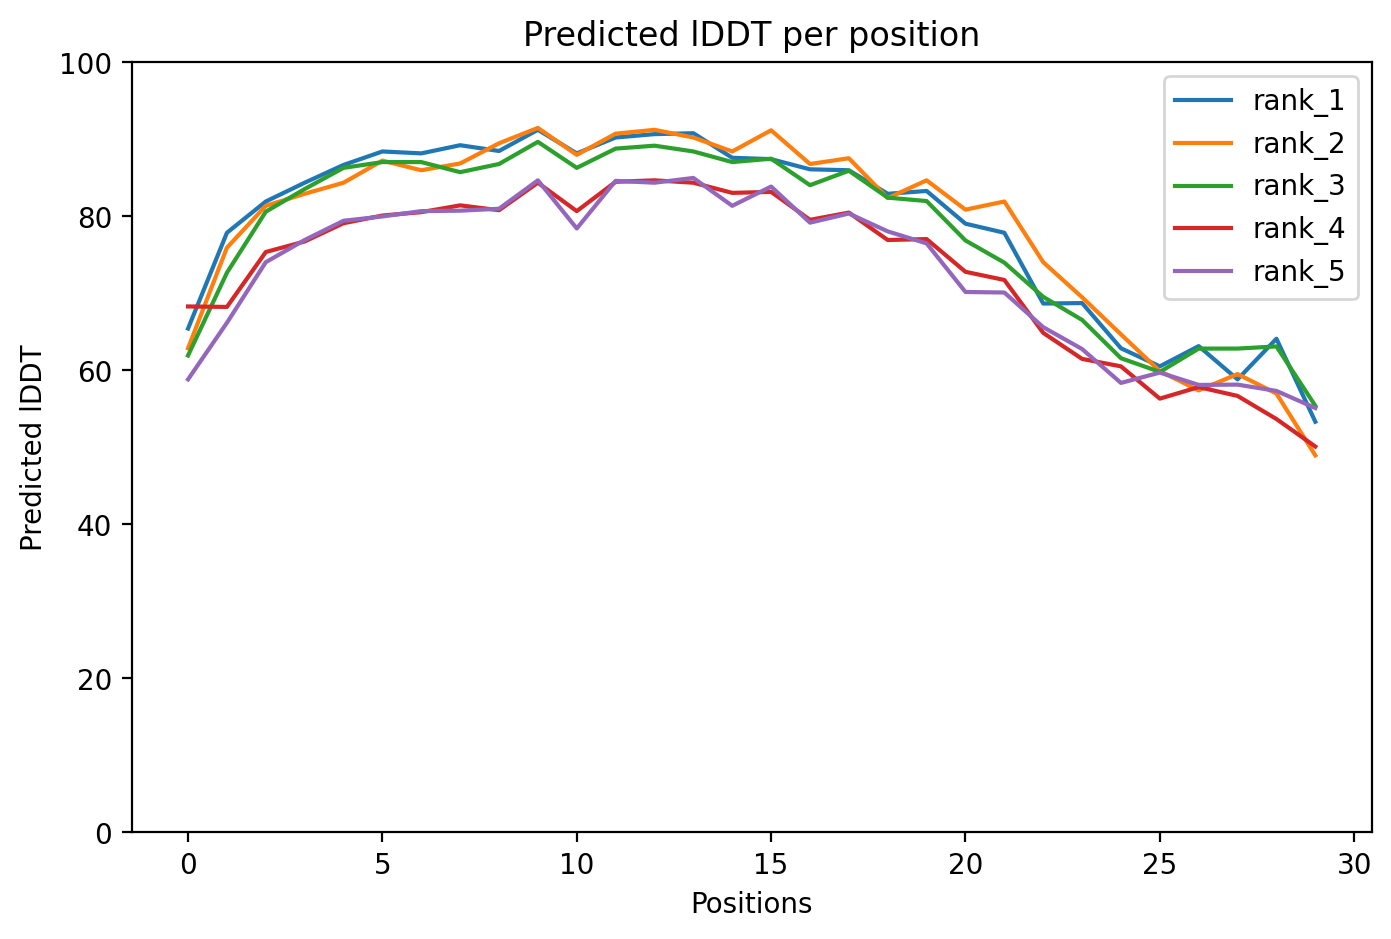 Predicted lDDT per position
100
80
60
40
20
0
Predicted lDDT
0 5 10 15 20 25 30
Positions
rank_1
rank_2
rank_3
rank_4
rank_5